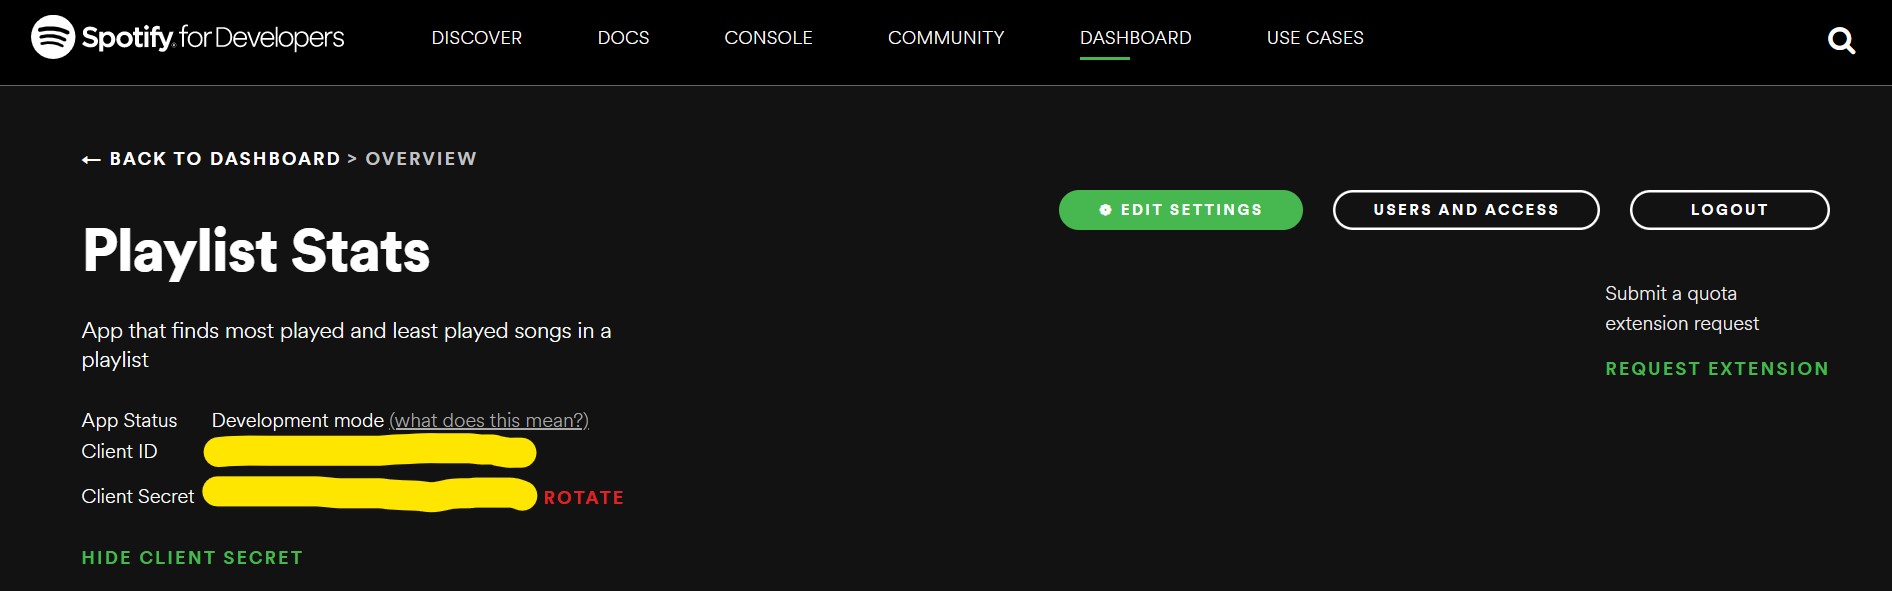 Spotify for Developers
DISCOVER
DOCS
CONSOLE
COMMUNITY
DASHBOARD
USE CASES
← BACK TO DASHBOARD > OVERVIEW
EDIT SETTINGS
USERS AND ACCESS
LOGOUT
Playlist Stats
Submit a quota
extension request
REQUEST EXTENSION
App that finds most played and least played songs in a
playlist
App Status Development mode (what does this mean?)
Client ID
Client Secret ROTATE
HIDE CLIENT SECRET